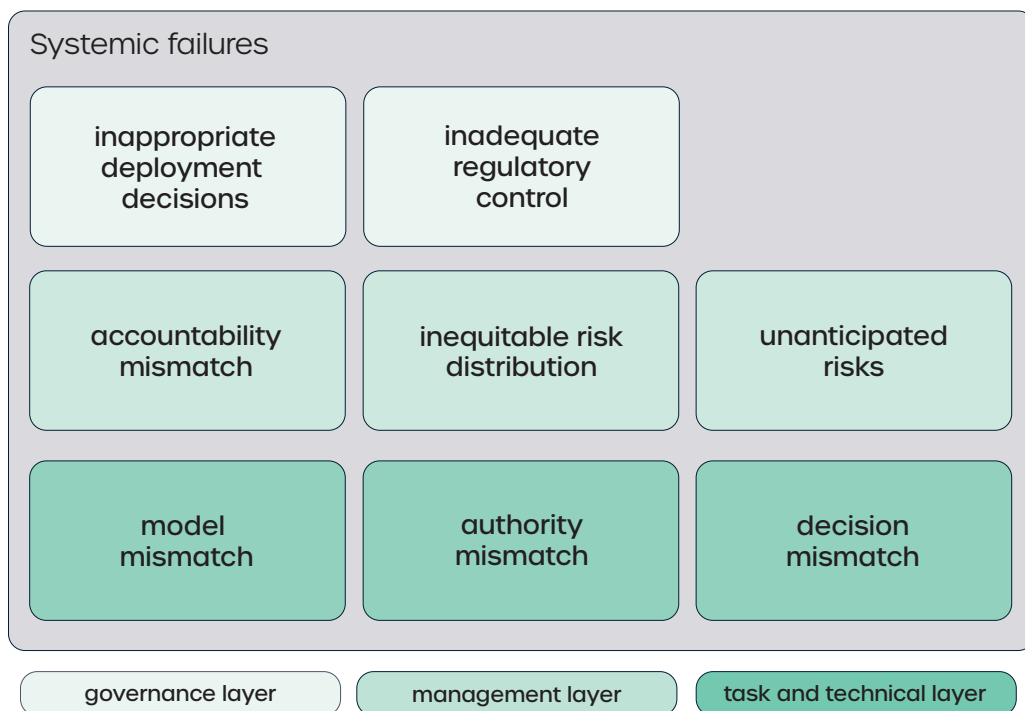 Systemic failures
inappropriate
deployment
decisions
inadequate
regulatory
control
accountability
mismatch
inequitable risk
distribution
unanticipated
risks
model
mismatch
authority
mismatch
decision
mismatch
governance layer
management layer
task and technical layer